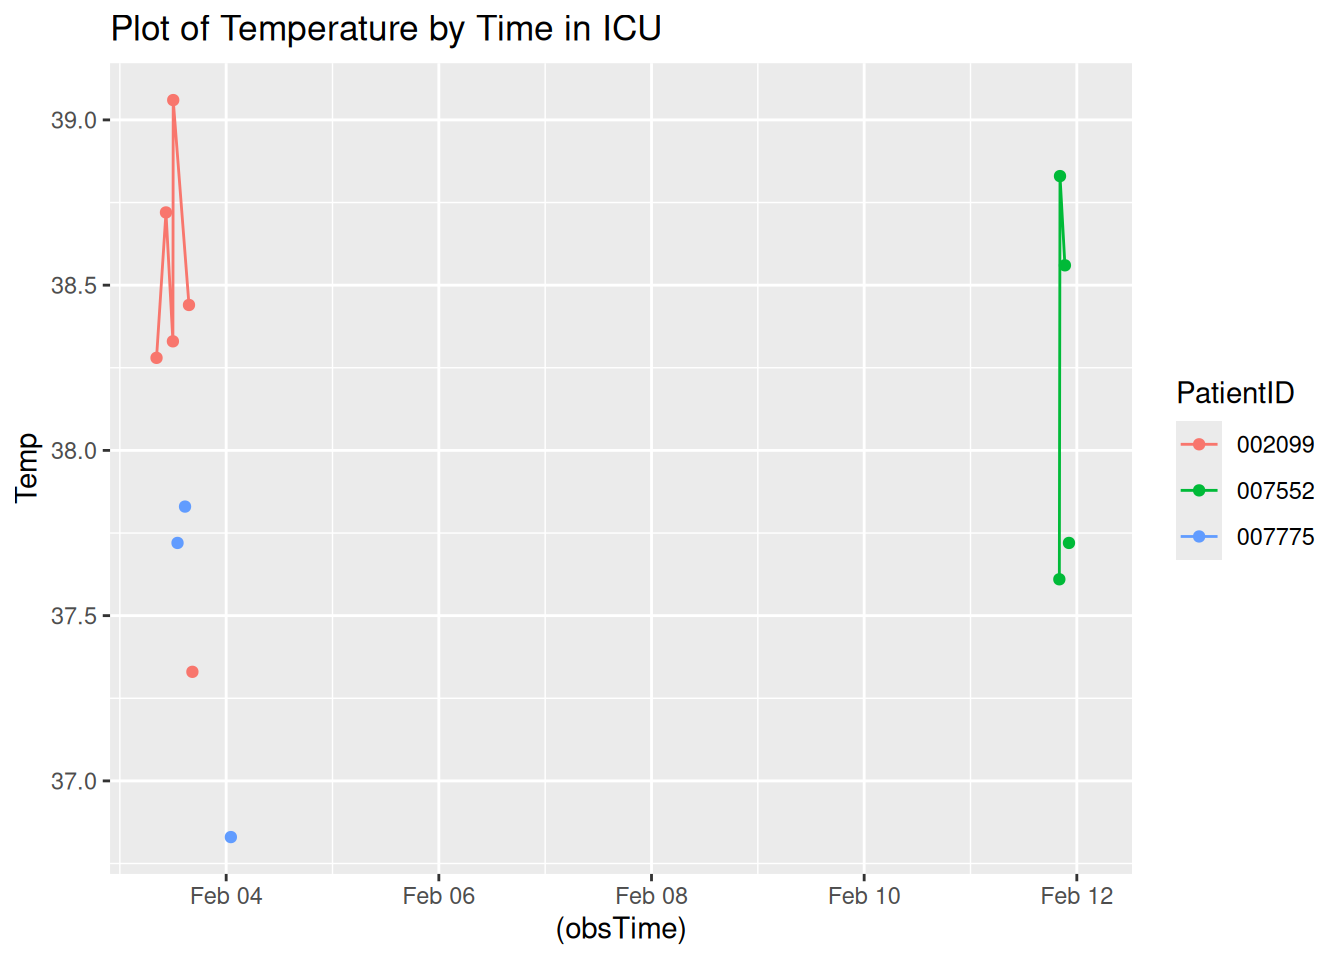 Plot of Temperature by Time in ICU
39.0
38.5
38.0
37.5
37.0
Temp
Feb 04
Feb 06
Feb 08
Feb 10
Feb 12
(obsTime)
PatientID
002099
007552
007775